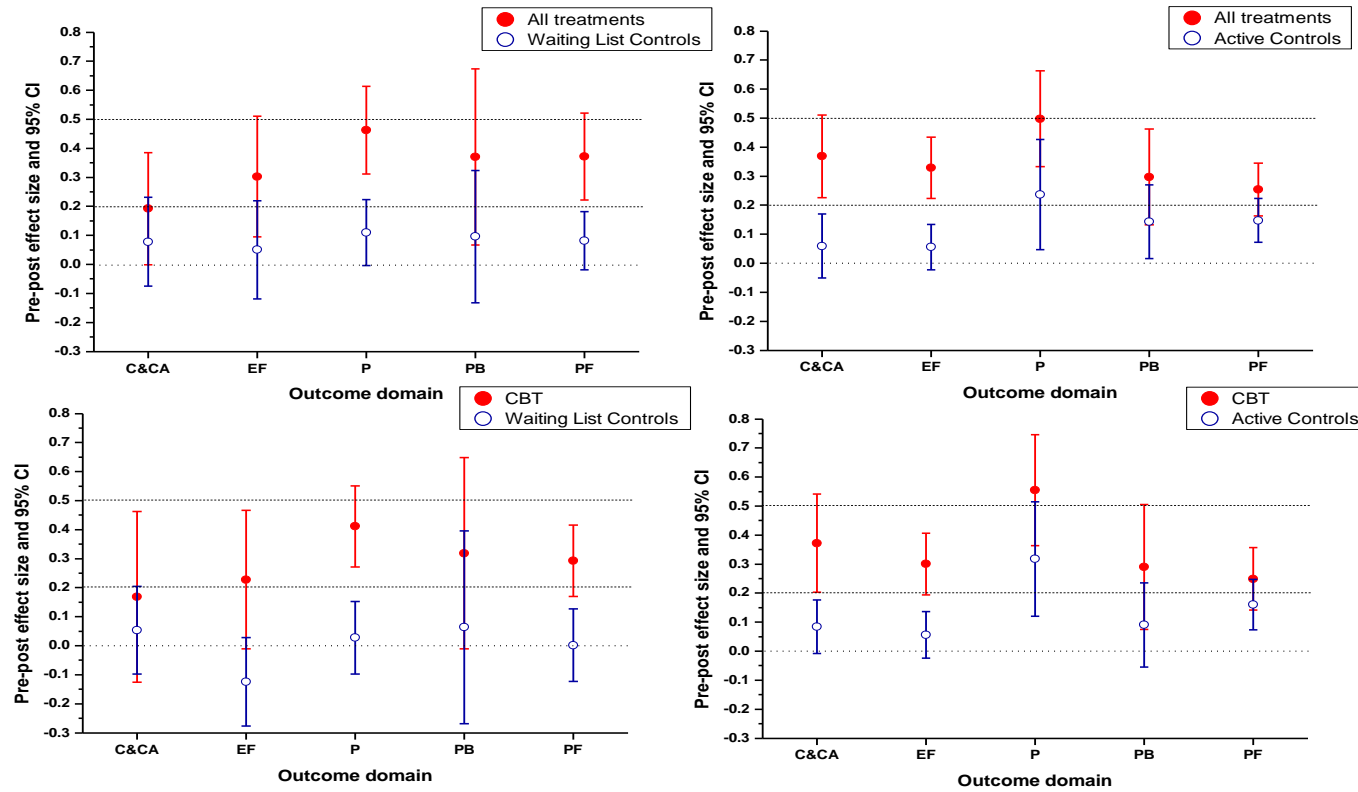 All treatments
Waiting List Controls
Pre-post effect size and 95% CI
0.8
0.7
0.6
0.5
0.4
0.3
0.2
0.1
0.0
-0.1
-0.2
-0.3
C&CA EF P PB PF
Outcome domain
All treatments
Active Controls
Pre-post effect size and 95% CI
0.8
0.7
0.6
0.5
0.4
0.3
0.2
0.1
0.0
-0.1
-0.2
-0.3
C&CA EF P PB PF
Outcome domain
CBT
Waiting List Controls
Pre-post effect size and 95% CI
0.8
0.7
0.6
0.5
0.4
0.3
0.2
0.1
0.0
-0.1
-0.2
-0.3
C&CA EF P PB PF
Outcome domain
CBT
Active Controls
Pre-post effect size and 95% CI
0.8
0.7
0.6
0.5
0.4
0.3
0.2
0.1
0.0
-0.1
-0.2
-0.3
C&CA EF P PB PF
Outcome domain